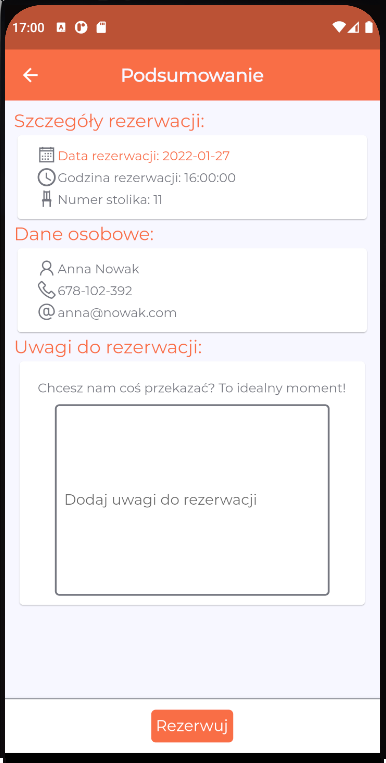 17:00
Podsumowanie
Szczegóły rezerwacji:
Data rezerwacji: 2022-01-27
Godzina rezerwacji: 16:00:00
Numer stolika: 11
Dane osobowe:
Anna Nowak
678-102-392
anna@nowak.com
Uwagi do rezerwacji:
Chcesz nam coś przekazać? To idealny moment!
Dodaj uwagi do rezerwacji
Rezerwuj